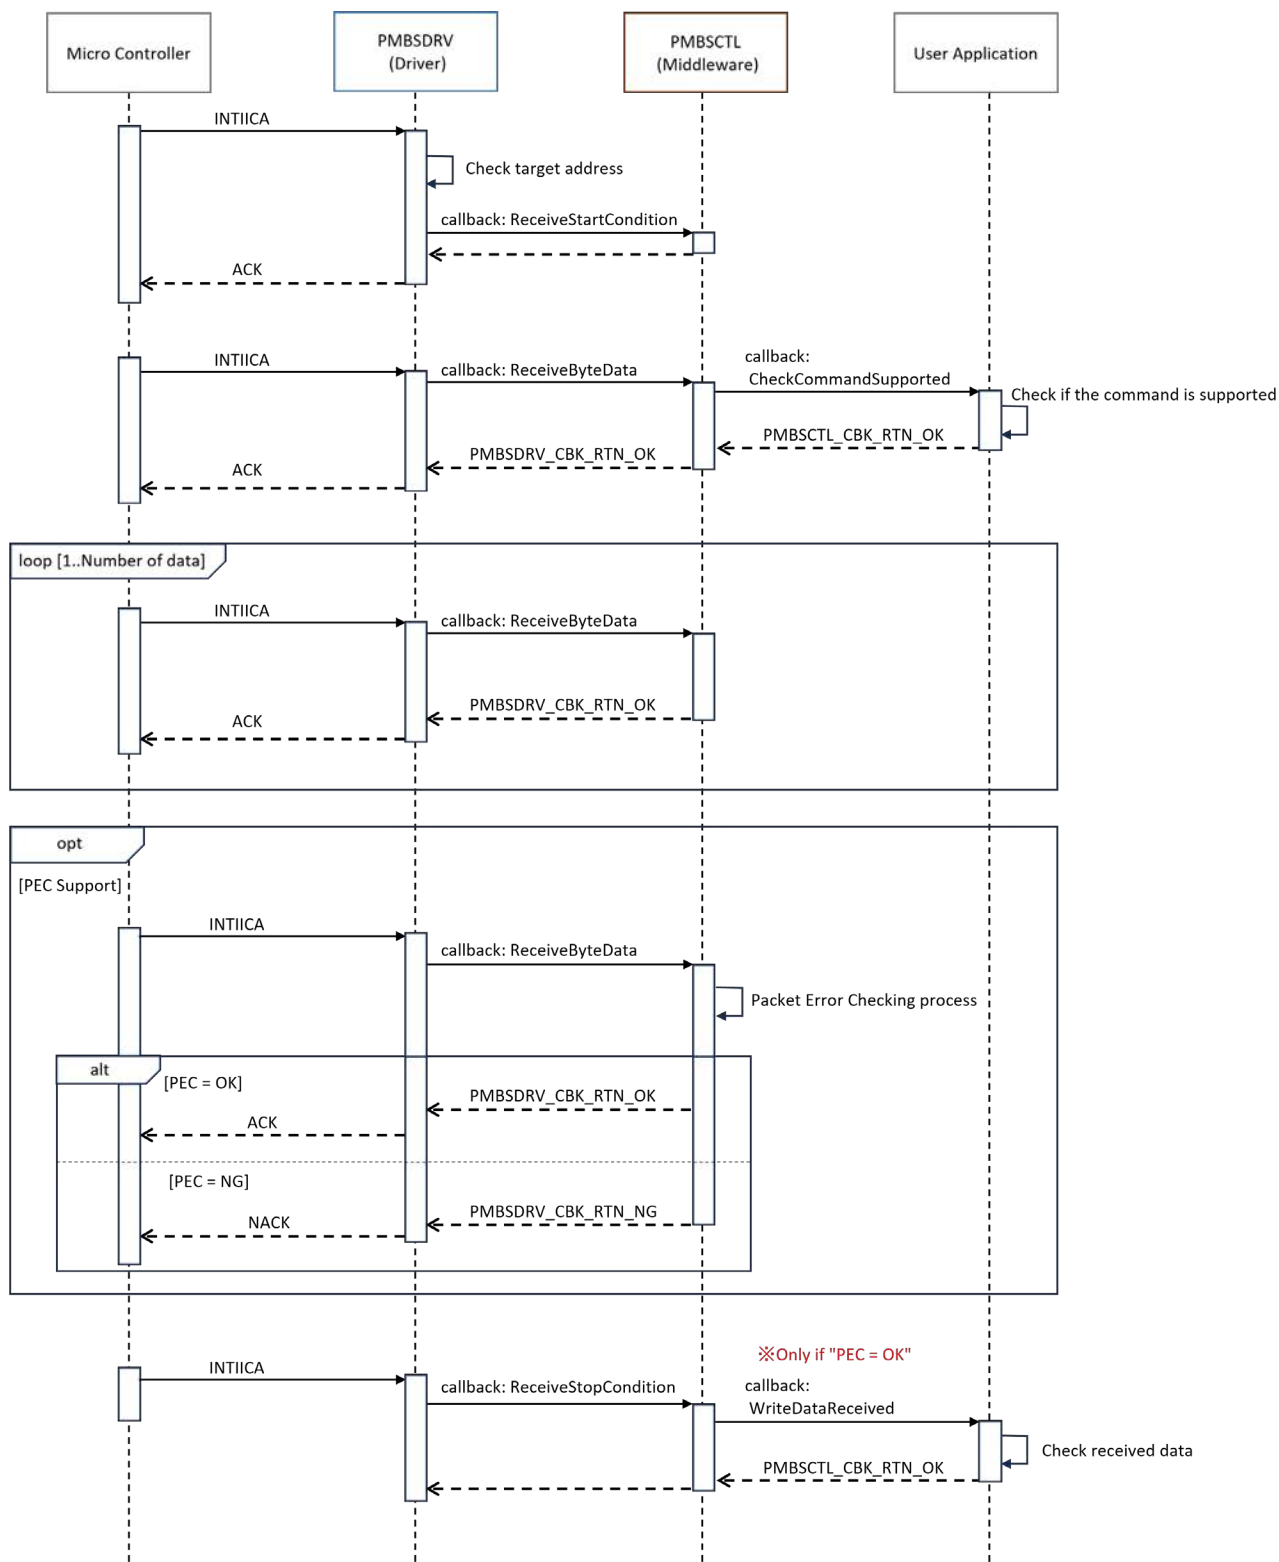 Micro Controller
PMBSDRV
(Driver)
PMBSCTL
(Middleware)
User Application
INTIICA
Check target address
callback: ReceiveStartCondition
ACK
INTIICA
callback: ReceiveByteData
callback:
CheckCommandSupported
Check if the command is supported
PMBSCTL_CBK_RTN_OK
PMBSDRV_CBK_RTN_OK
ACK
loop [1..Number of data]
INTIICA
callback: ReceiveByteData
PMBSDRV_CBK_RTN_OK
ACK
opt
[PEC Support]
INTIICA
callback: ReceiveByteData
Packet Error Checking process
alt
[PEC = OK]
PMBSDRV_CBK_RTN_OK
ACK
[PEC = NG]
PMBSDRV_CBK_RTN_NG
NACK
※Only if "PEC = OK"
INTIICA
callback: ReceiveStopCondition
callback:
WriteDataReceived
Check received data
PMBSCTL_CBK_RTN_OK